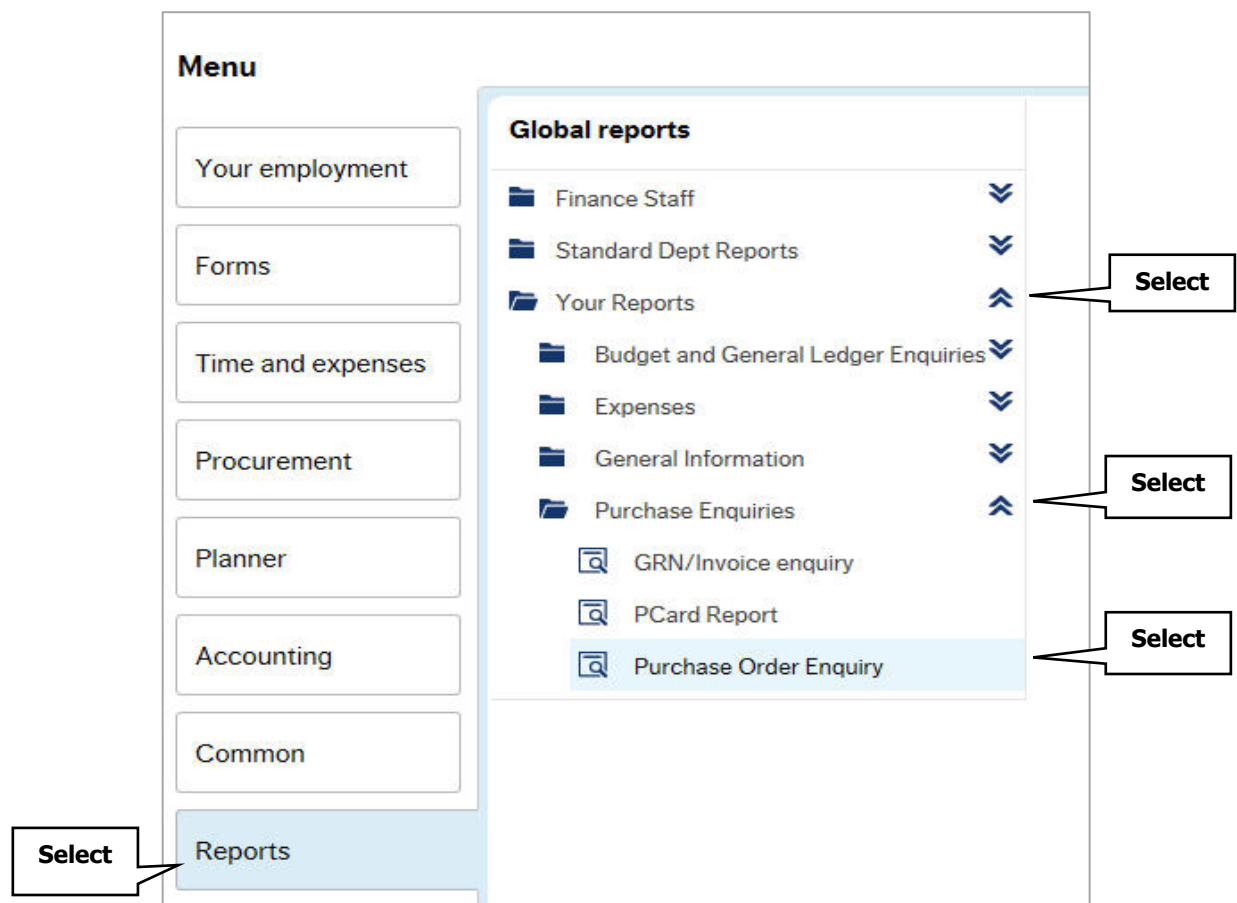 Menu
Your employment
Forms
Time and expenses
Procurement
Planner
Accounting
Common
Reports
Select
Global reports
Finance Staff
Standard Dept Reports
Your Reports
Select
Budget and General Ledger Enquiries
Expenses
General Information
Purchase Enquiries
Select
GRN/Invoice enquiry
PCard Report
Purchase Order Enquiry
Select